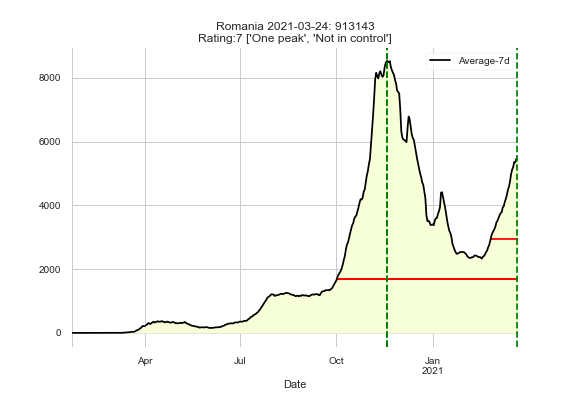 Romania 2021-03-24: 913143
Rating:7 ['One peak', 'Not in control']
Average-7d
8000
6000
4000
2000
0
Apr Jul Oct Jan
2021
Date